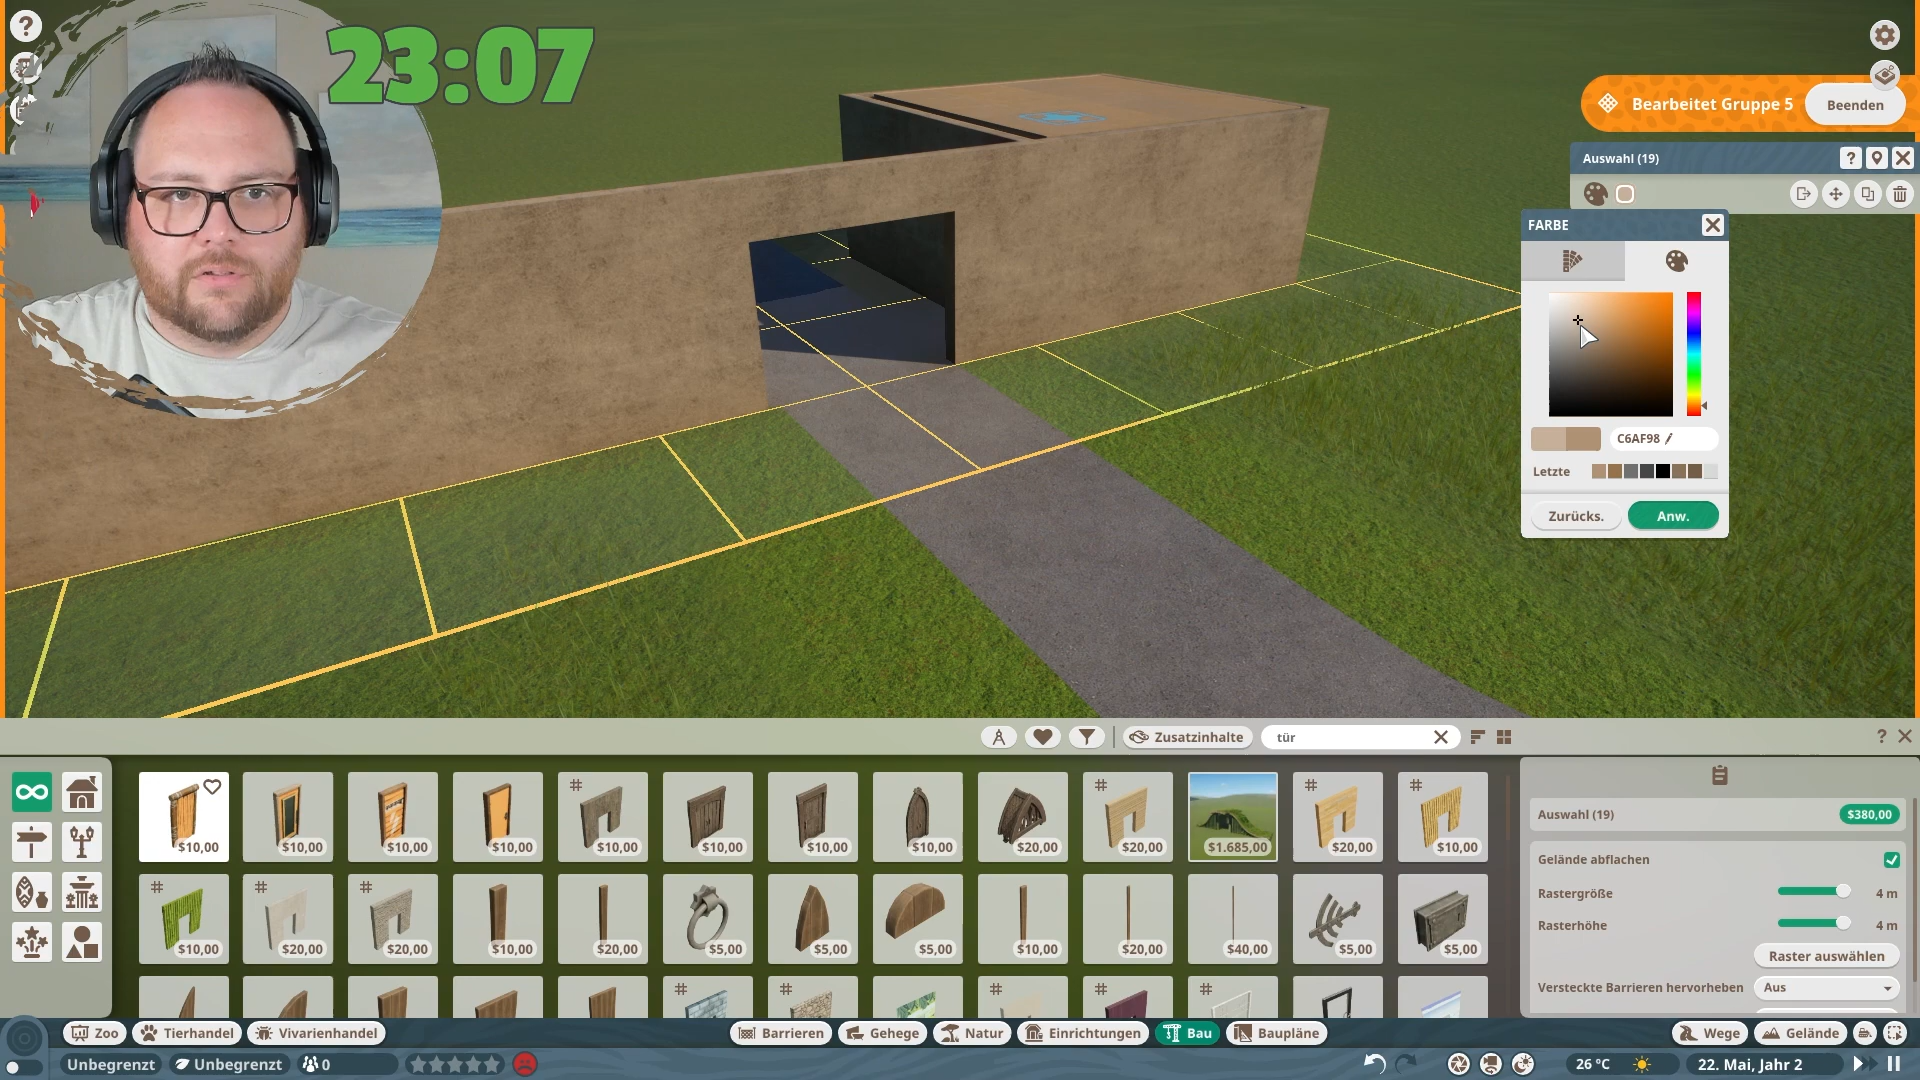 23:07
Bearbeitet Gruppe 5
Beenden
Auswahl (19)
FARBE
C6AF98
Letzte
Zurücks.
Anw.
Zusatzinhalte
tür
$10,00 $10,00 $10,00 $10,00 $10,00 $10,00 $10,00 $10,00 $20,00 $20,00 $1.685,00 $20,00 $10,00
$10,00 $20,00 $20,00 $10,00 $20,00 $5,00 $5,00 $5,00 $10,00 $20,00 $40,00 $5,00 $5,00
Auswahl (19)
$380,00
Gelände abflachen
Rastergröße
4 m
Rasterhöhe
4 m
Raster auswählen
Versteckte Barrieren hervorheben
Aus
Zoo
Tierhandel
Vivarienhandel
Barrieren
Gehege
Natur
Einrichtungen
Bau
Baupläne
Wege
Gelände
Unbegrenzt
Unbegrenzt
0
26 °C
22. Mai, Jahr 2